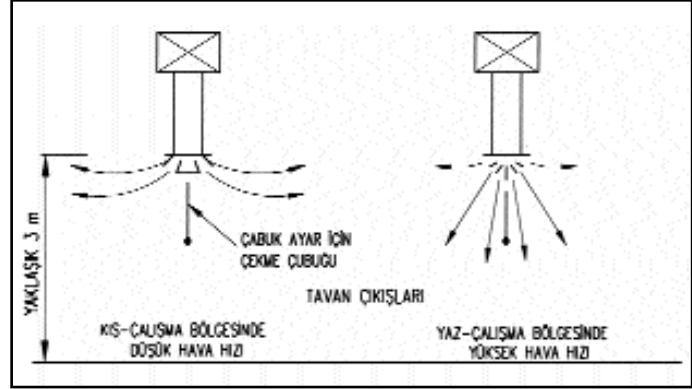 YAKLAŞIK 3 m
ÇABUK AYAR İÇİN
ÇEKME ÇUBUĞU
TAVAN ÇIKIŞLARI
KIŞ-ÇALIŞMA BÖLGESİNDE
DÜŞÜK HAVA HIZI
YAZ-ÇALIŞMA BÖLGESİNDE
YÜKSEK HAVA HIZI